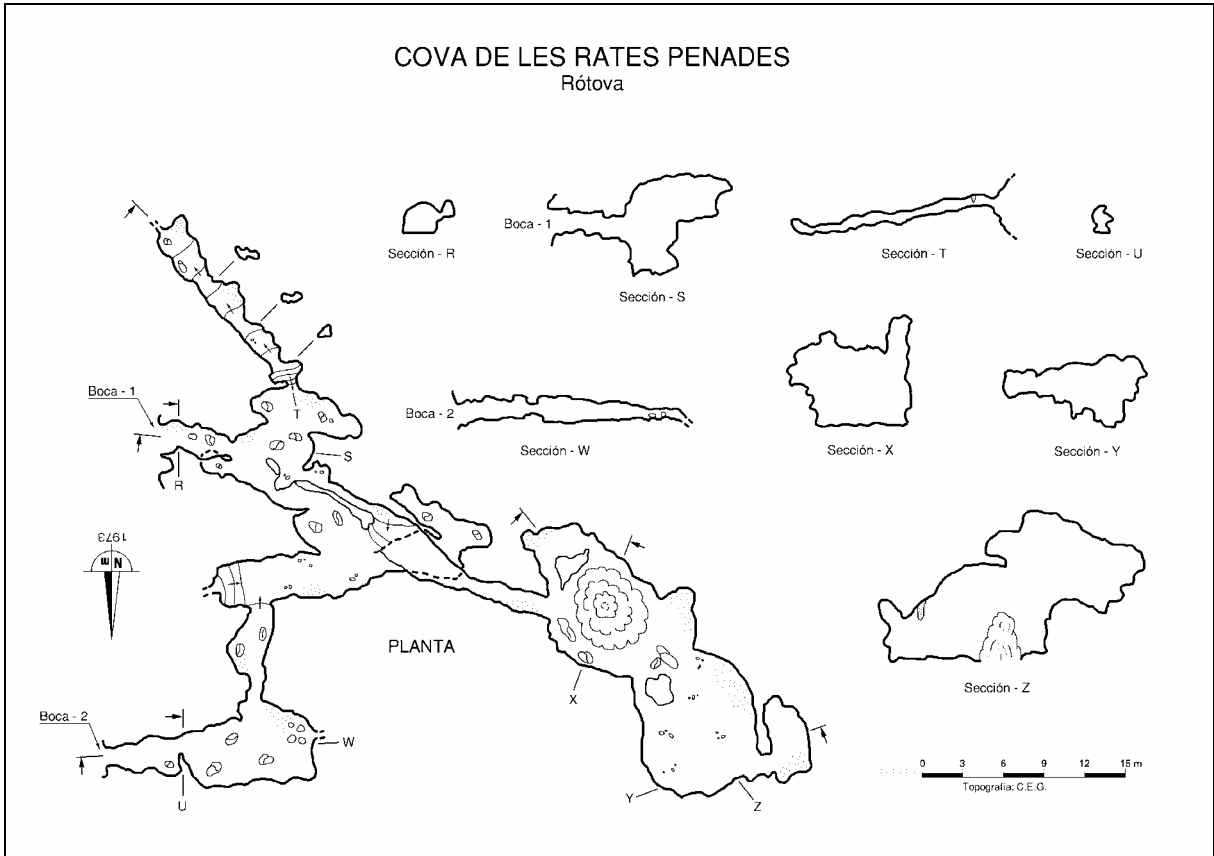 COVA DE LES RATES PENADES
Rótova
Boca - 1
Sección - R
Sección - S
Sección - T
Sección - U
Boca - 1
T
S
R
Boca - 2
Sección - W
Sección - X
Sección - Y
1973
N m
PLANTA
X
Sección - Z
Boca - 2
W
U
Y
Z
0 3 6 9 12 15 m
Topografía: C.E.G.